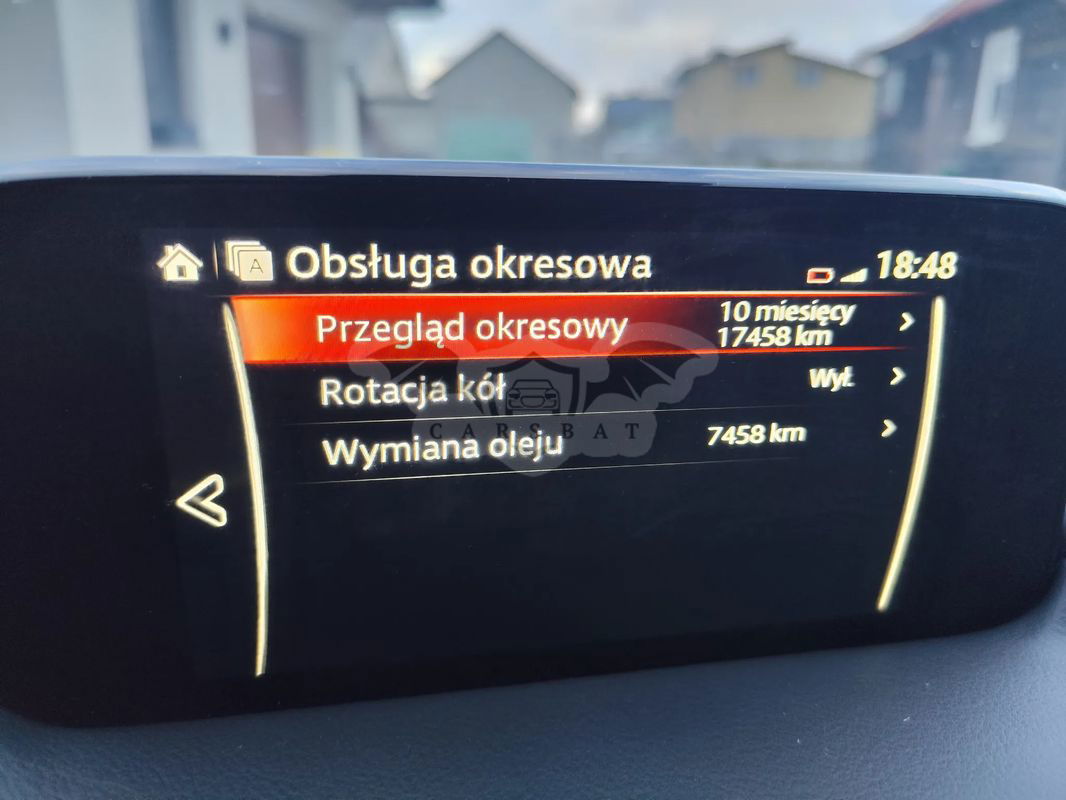 A Obsługa okresowa 18:48
Przegląd okresowy 10 miesięcy
17458 km
Rotacja kół Wył.
CARSBAT
Wymiana oleju 7458 km